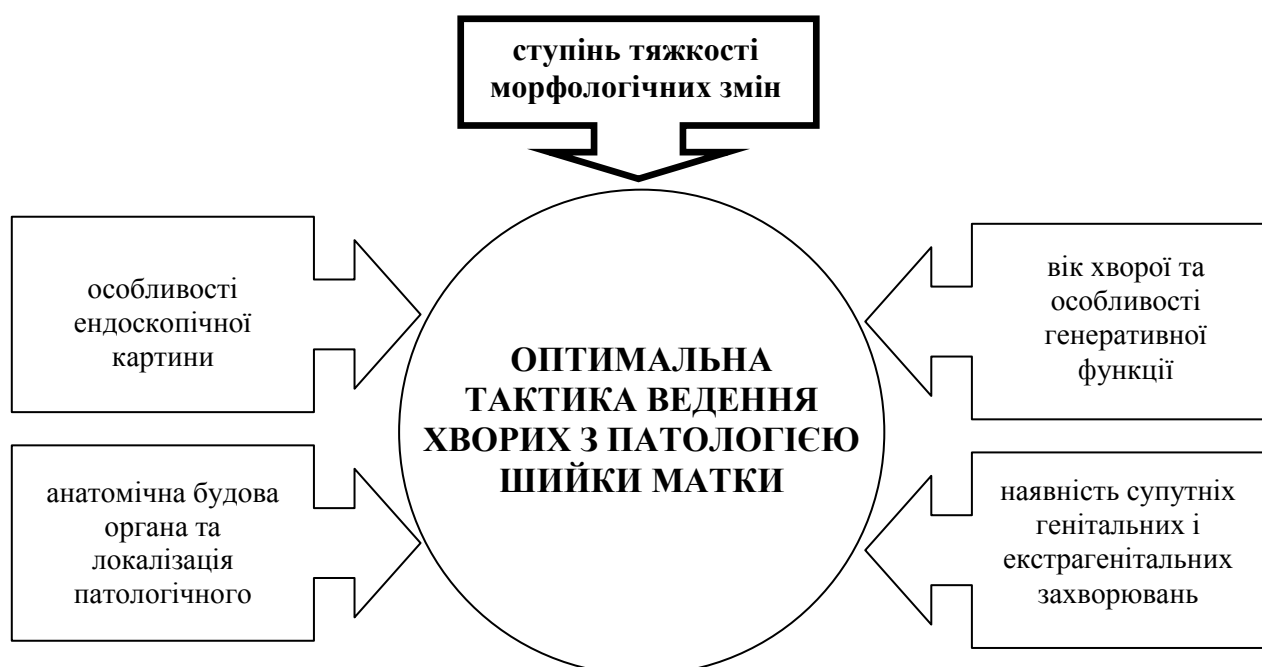 ступінь тяжкості
морфологічних змін
особливості
ендоскопічної
картини
анатомічна будова
органа та
локалізація
патологічного
ОПТИМАЛЬНА
ТАКТИКА ВЕДЕННЯ
ХВОРИХ З ПАТОЛОГІЄЮ
ШИЙКИ МАТКИ
вік хворої та
особливості
генеративної
функції
наявність супутніх
генітальних і
екстрагенітальних
захворювань